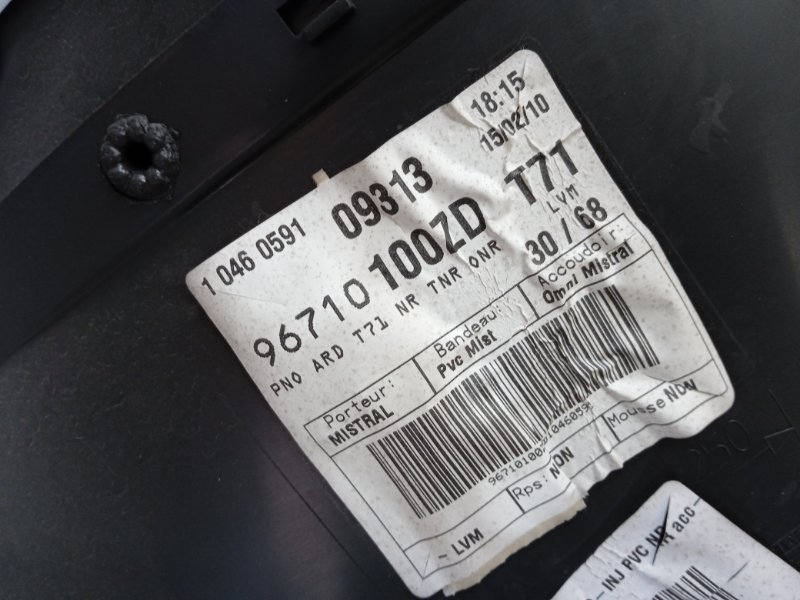 18:15
15/02/10
1 046 0591 09313
96710 100ZD T71
LVM
PNO ARD T71 NR TNR ONR 30 / 68
Porteur: Bandeau: Accoudoir:
MISTRAL Pvc Mist Omni Mistral
- LVM Rps: NON Mousse NON
- INJ PVC NR acc -